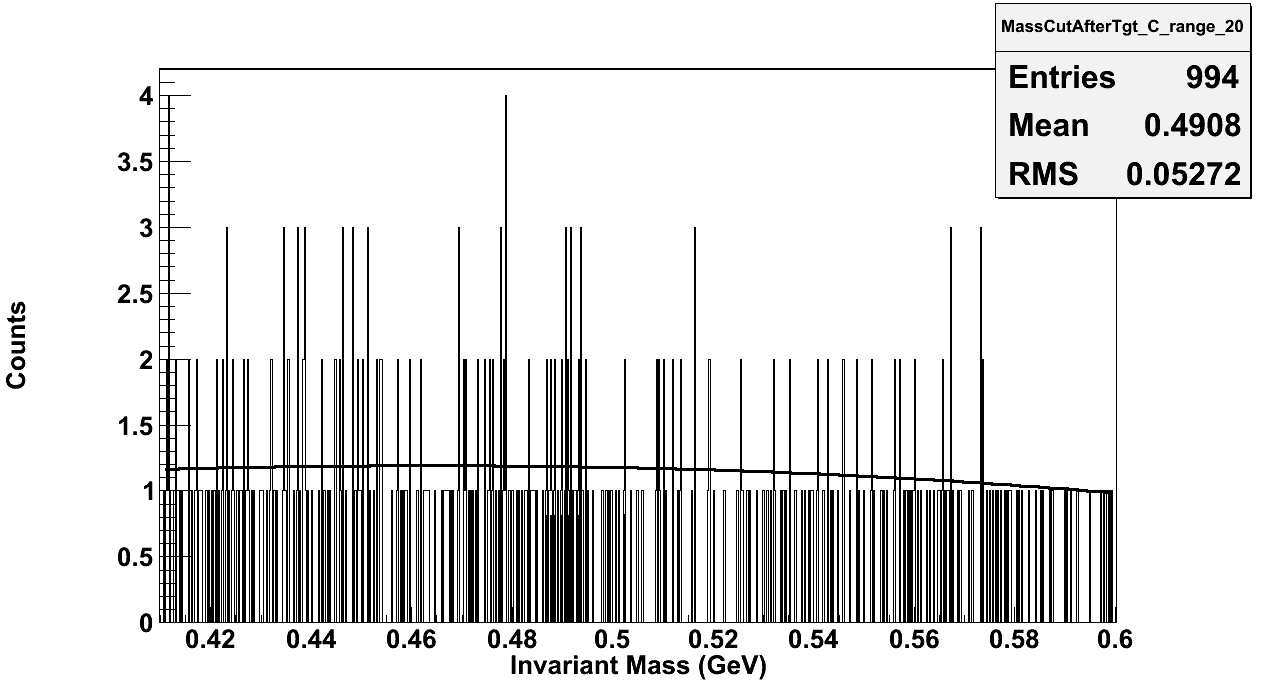 MassCutAfterTgt_C_range_20
Entries 994
Mean 0.4908
RMS 0.05272
4
3.5
3
2.5
2
1.5
1
0.5
0
Counts
0.42 0.44 0.46 0.48 0.5 0.52 0.54 0.56 0.58 0.6
Invariant Mass (GeV)